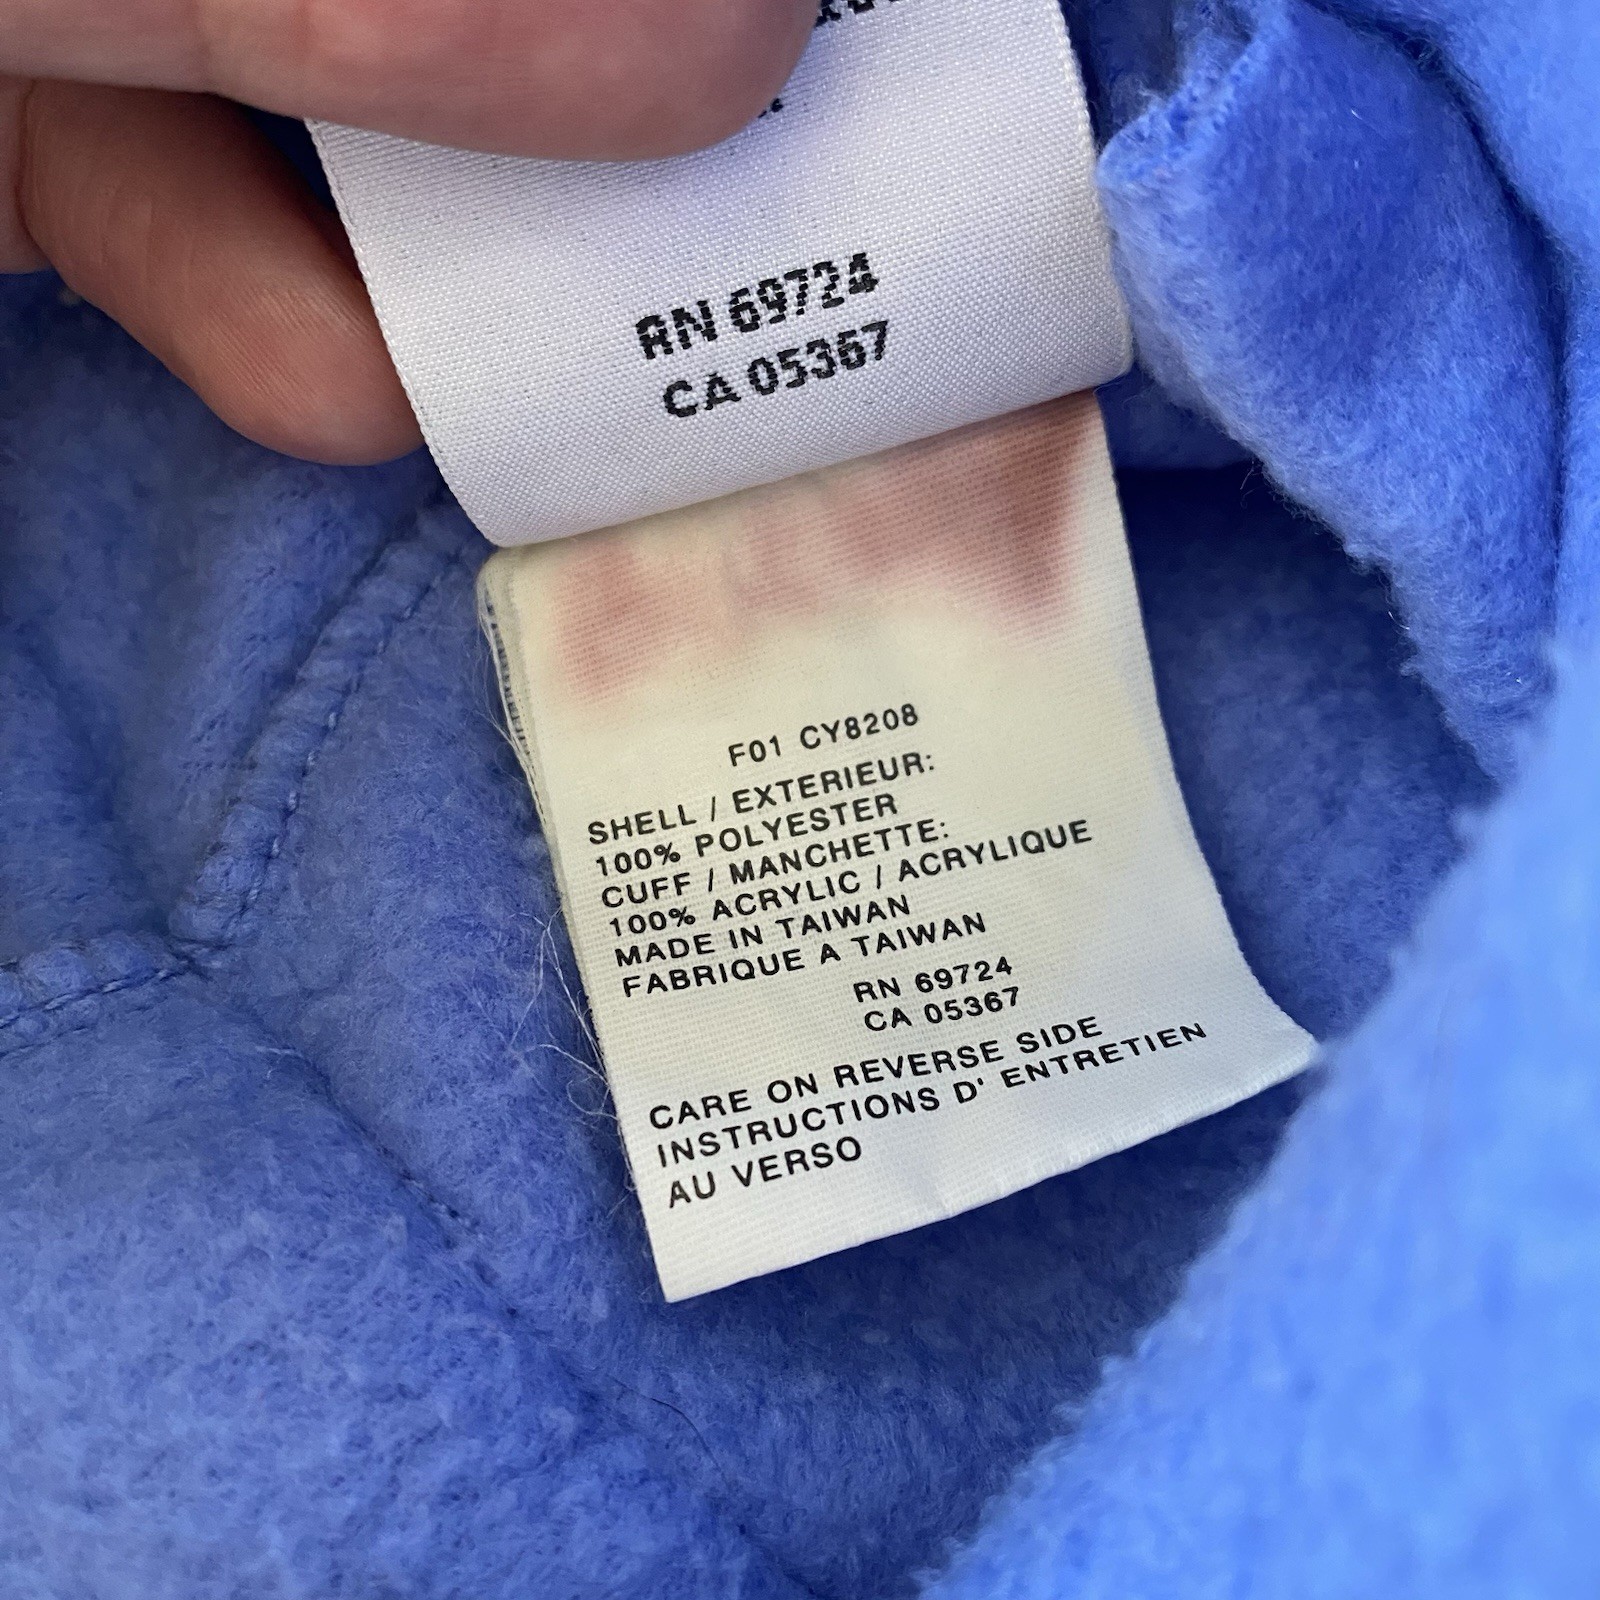 RN 69724
CA 05367
F01 CY8208
SHELL / EXTERIEUR:
100% POLYESTER
CUFF / MANCHETTE:
100% ACRYLIC / ACRYLIQUE
MADE IN TAIWAN
FABRIQUE A TAIWAN
RN 69724
CA 05367
CARE ON REVERSE SIDE
INSTRUCTIONS D' ENTRETIEN
AU VERSO